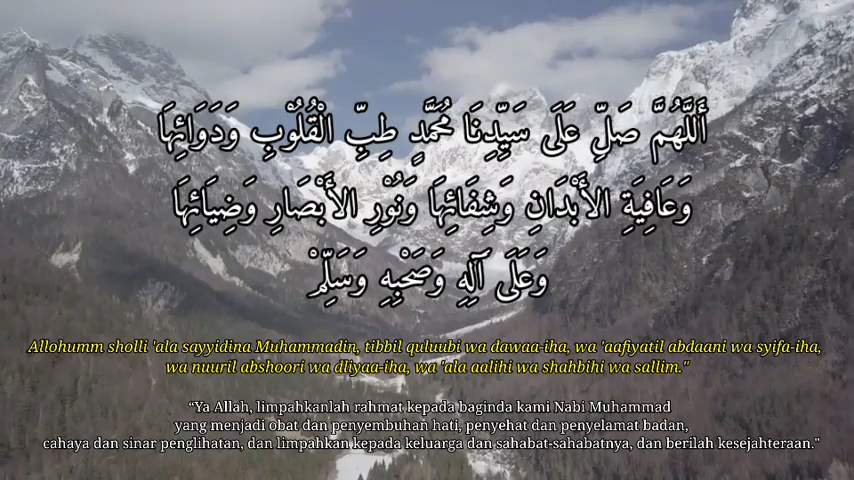 أَللَّهُمَّ صَلِّ عَلَى سَيِّدِنَا مُحَمَّدٍ طِبِّ الْقُلُوْبِ وَدَوَائِهَا
وَعَافِيَةِ الأَبْدَانِ وَشِفَائِهَا وَنُوْرِ الأَبْصَارِ وَضِيَائِهَا
وَعَلَى آلِهِ وَصَحْبِهِ وَسَلِّمْ
Allohumm sholli 'ala sayyidina Muhammadin, tibbil quluubi wa dawaa-iha, wa 'aafiyatil abdaani wa syifa-iha,
wa nuuril abshoori wa dliyaa-iha, wa 'ala aalihi wa shahbihi wa sallim."
“Ya Allah, limpahkanlah rahmat kepada baginda kami Nabi Muhammad
yang menjadi obat dan penyembuhan hati, penyehat dan penyelamat badan,
cahaya dan sinar penglihatan, dan limpahkan kepada keluarga dan sahabat-sahabatnya, dan berilah kesejahteraan."